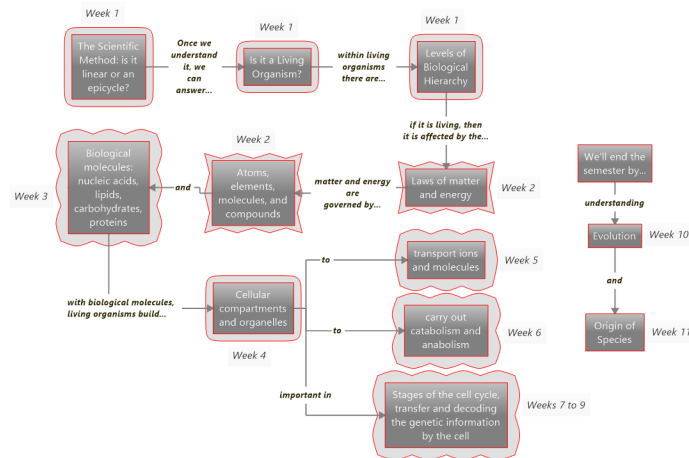 Week 1
The Scientific
Method: is it
linear or an
epicycle?
Once we
understand
it, we
can
answer...
Week 1
Is it a Living
Organism?
within living
organisms
there are...
Week 1
Levels of
Biological
Hierarchy
if it is living, then
it is affected by the...
Laws of matter
and energy
Week 2
matter and energy
are
governed by...
Week 2
Atoms,
elements,
molecules, and
compounds
and
Biological
molecules:
nucleic acids,
lipids,
carbohydrates,
proteins
Week 3
with biological molecules,
living organisms build...
Cellular
compartments
and organelles
Week 4
to
transport ions
and molecules
Week 5
to
carry out
catabolism and
anabolism
Week 6
important in
Stages of the cell cycle,
transfer and decoding
the genetic information
by the cell
Weeks 7 to 9
We'll end the
semester by...
understanding
Evolution
Week 10
and
Origin of
Species
Week 11